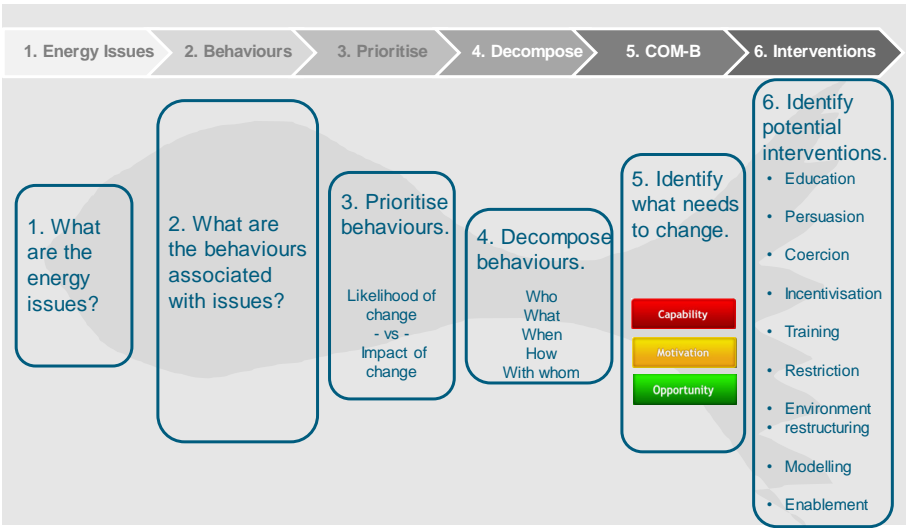 1. Energy Issues
2. Behaviours
3. Prioritise
4. Decompose
5. COM-B
6. Interventions
1. What
are the
energy
issues?
2. What are
the behaviours
associated
with issues?
3. Prioritise
behaviours.
Likelihood of
change
- vs -
Impact of
change
4. Decompose
behaviours.
Who
What
When
How
With whom
5. Identify
what needs
to change.
Capability
Motivation
Opportunity
6. Identify
potential
interventions.
• Education
• Persuasion
• Coercion
• Incentivisation
• Training
• Restriction
• Environment
• restructuring
• Modelling
• Enablement